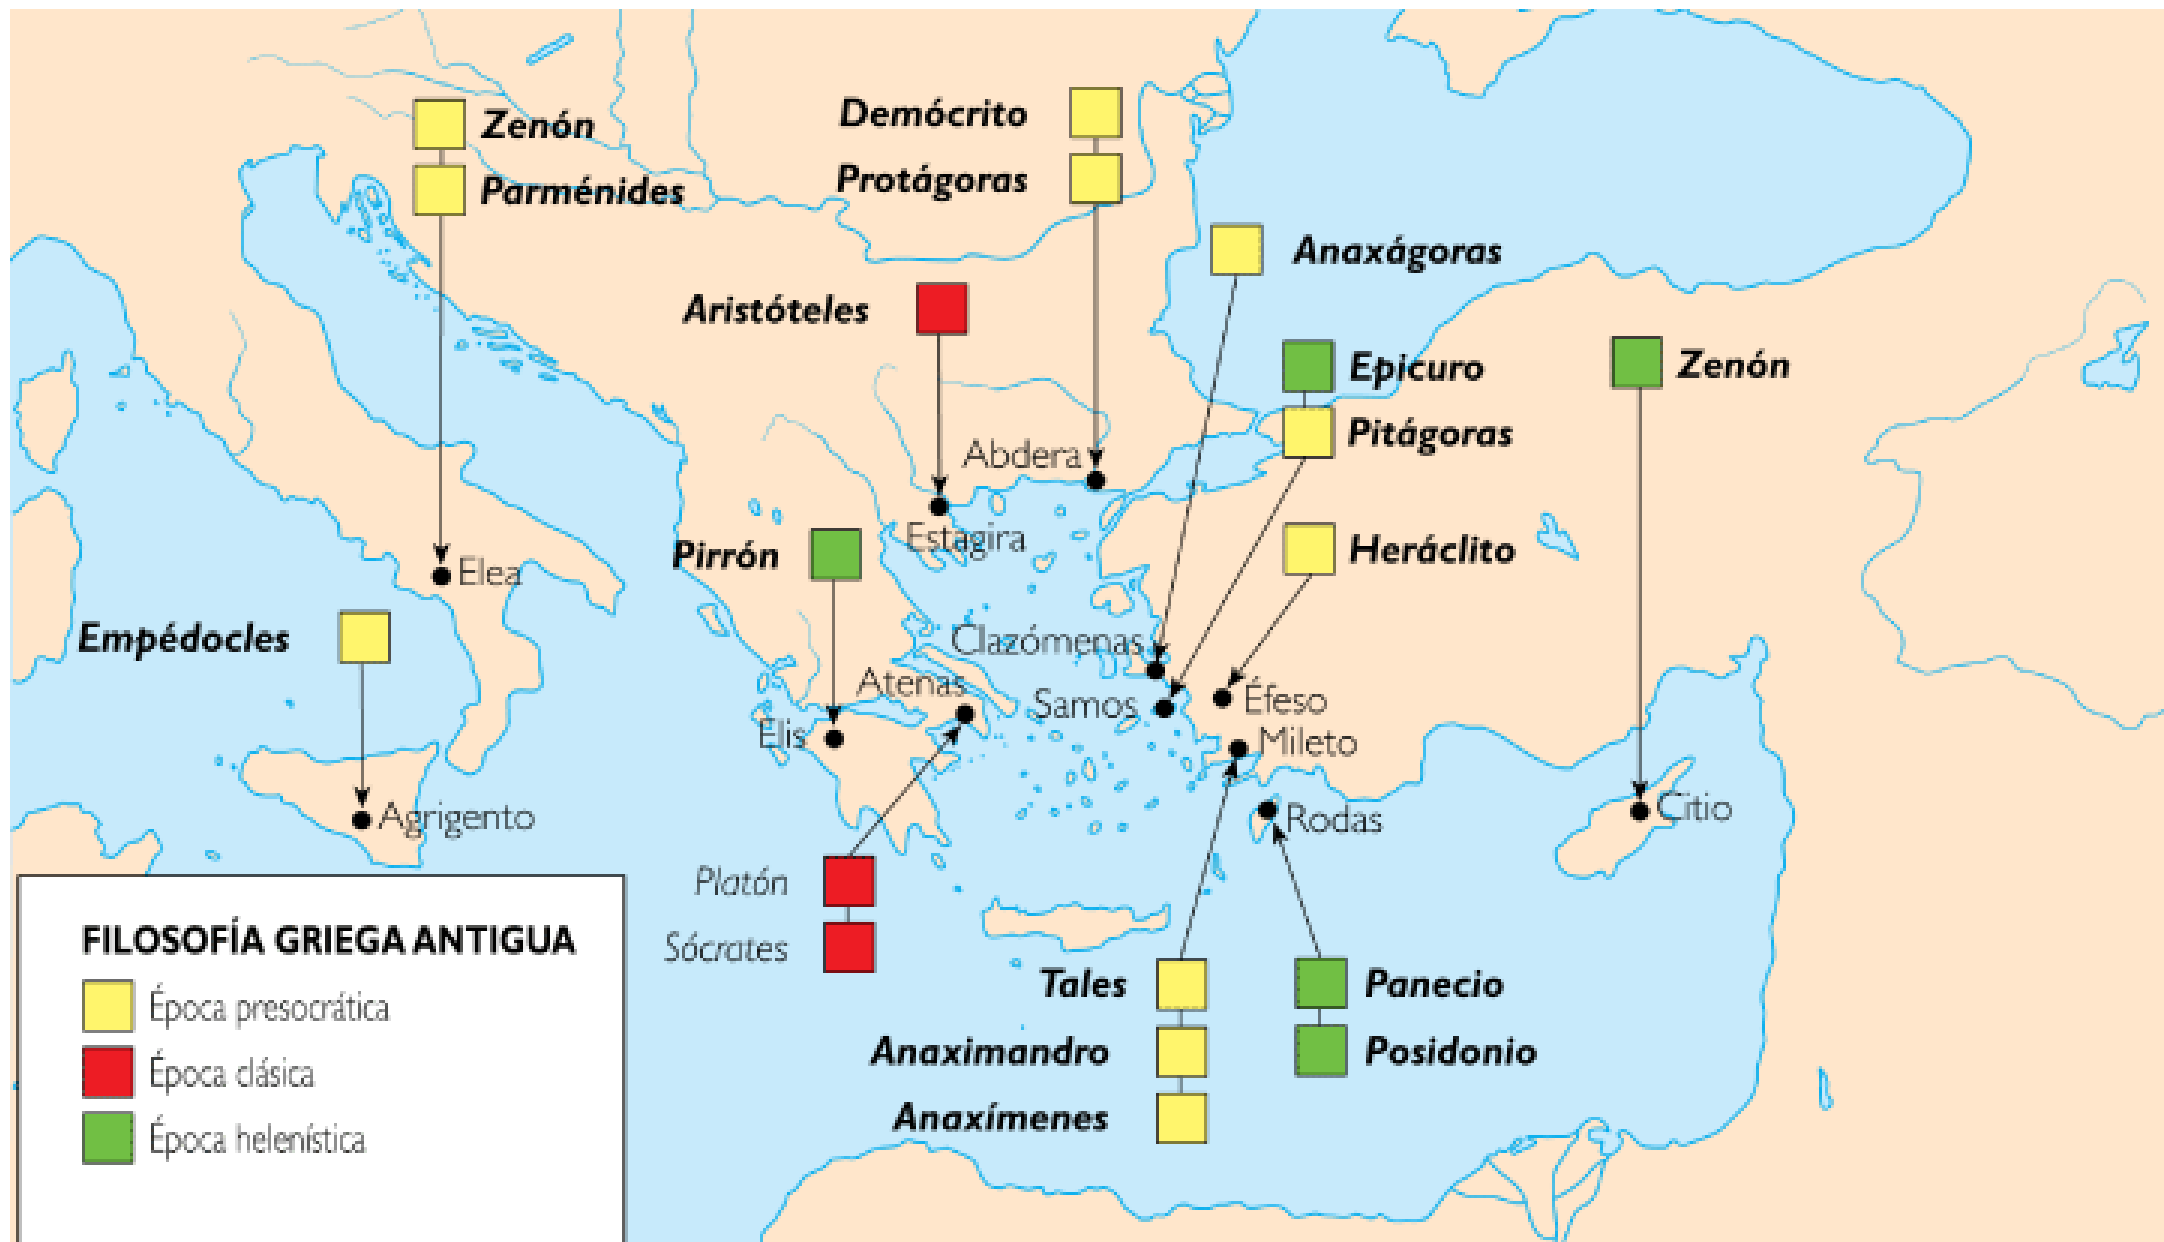 Zenón
Parménides
Demócrito
Protágoras
Anaxágoras
Aristóteles
Epicuro
Pitágoras
Zenón
Abdera
Estagira
Pirrón
Heráclito
Elea
Empédocles
Clazómenas
Atenas
Samos
Éfeso
Elis
Mileto
Agrigento
Rodas
Citio
Platón
Sócrates
Tales
Anaximandro
Anaxímenes
Panecio
Posidonio
FILOSOFÍA GRIEGA ANTIGUA
Época presocrática
Época clásica
Época helenística